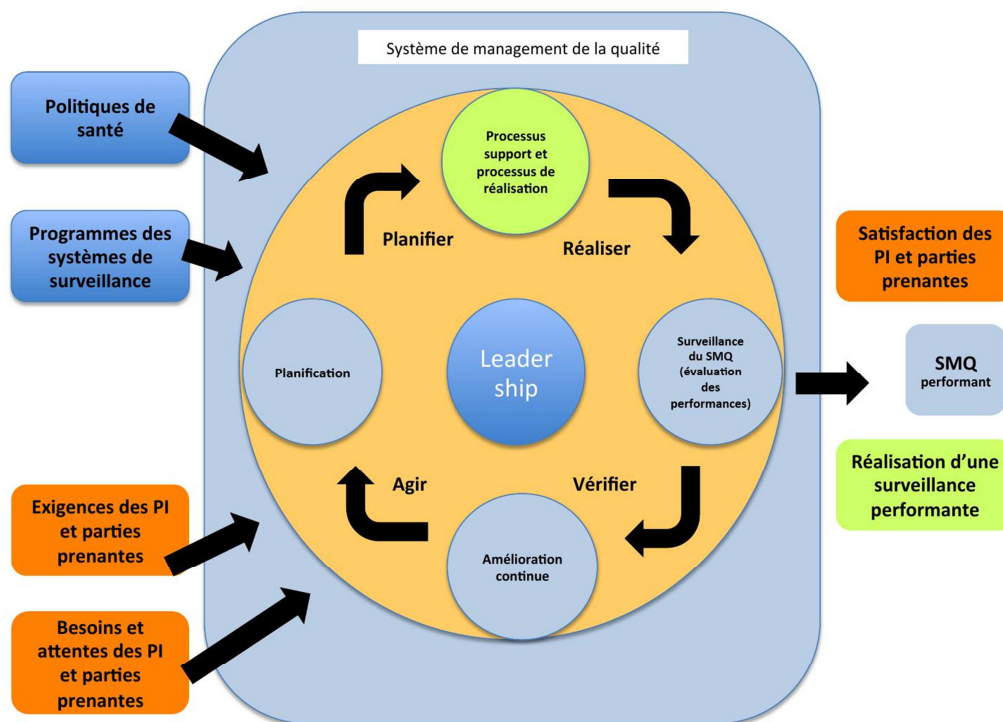 Système de management de la qualité
Politiques de
santé
Programmes des
systèmes de
surveillance
Exigences des PI
et parties
prenantes
Besoins et
attentes des PI
et parties
prenantes
Processus
support et
processus de
réalisation
Planifier
Réaliser
Planification
Leader
ship
Surveillance
du SMQ
(évaluation
des
performances)
Agir
Vérifier
Amélioration
continue
Satisfaction des
PI et parties
prenantes
SMQ
performant
Réalisation d’une
surveillance
performante